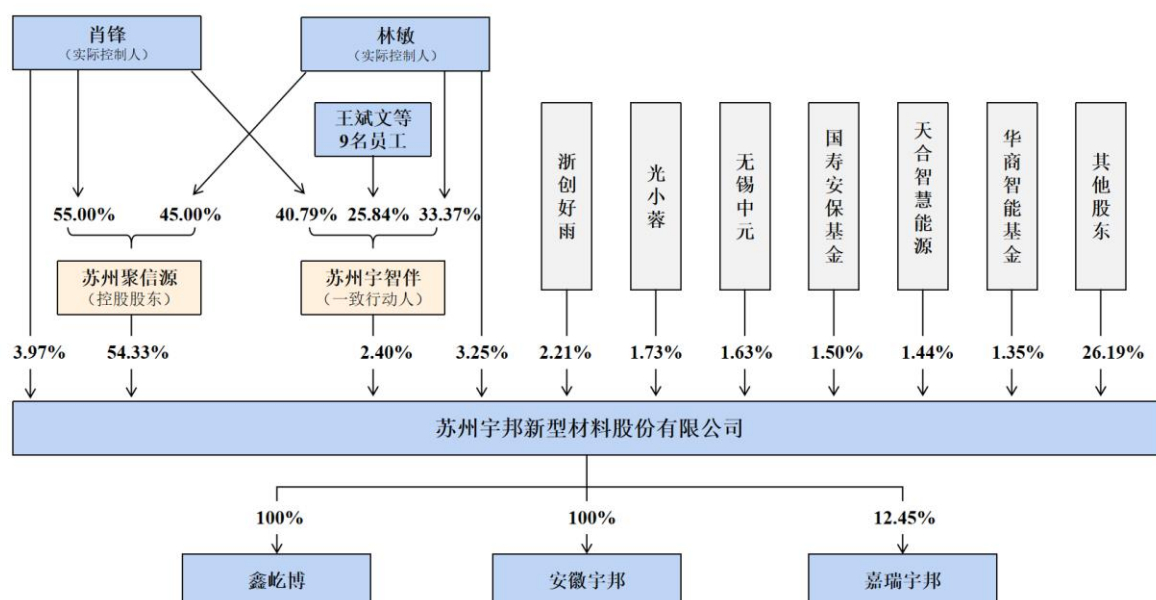 肖锋
（实际控制人）
林敏
（实际控制人）
王斌文等
9名员工
浙创好雨
光小蓉
无锡中元
国寿安保基金
天合智慧能源
华商智能基金
其他股东
55.00%
45.00%
40.79%
25.84%
33.37%
苏州聚信源
（控股股东）
苏州宇智伴
（一致行动人）
3.97%
54.33%
2.40%
3.25%
2.21%
1.73%
1.63%
1.50%
1.44%
1.35%
26.19%
苏州宇邦新型材料股份有限公司
100%
100%
12.45%
鑫屹博
安徽宇邦
嘉瑞宇邦